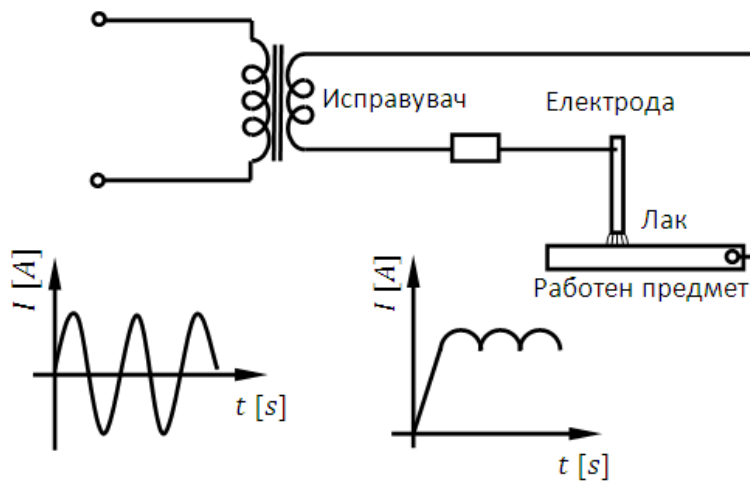 Исправувач
Електрода
Лак
Работен предмет
I [A]
t [s]
I [A]
t [s]